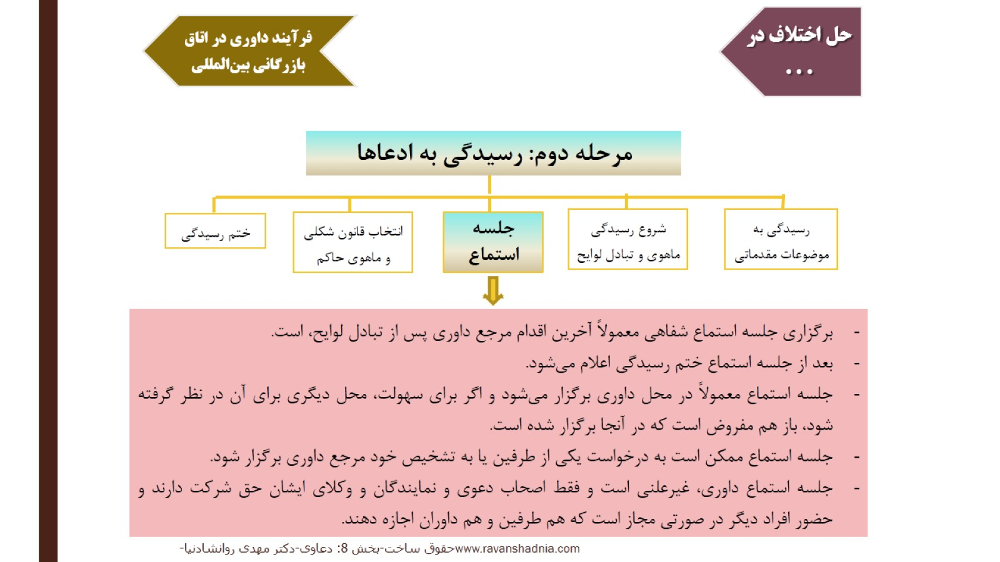 حل اختلاف در
...
فرآیند داوری در اتاق
بازرگانی بین‌المللی
مرحله دوم: رسیدگی به ادعاها
رسیدگی به
موضوعات مقدماتی
شروع رسیدگی
ماهوی و تبادل لوایح
جلسه
استماع
انتخاب قانون شکلی
و ماهوی حاکم
ختم رسیدگی
- برگزاری جلسه استماع شفاهی معمولاً آخرین اقدام مرجع داوری پس از تبادل لوایح، است.
- بعد از جلسه استماع ختم رسیدگی اعلام می‌شود.
- جلسه استماع معمولاً در محل داوری برگزار می‌شود و اگر برای سهولت، محل دیگری برای آن در نظر گرفته
شود، باز هم مفروض است که در آنجا برگزار شده است.
- جلسه استماع ممکن است به درخواست یکی از طرفین یا به تشخیص خود مرجع داوری برگزار شود.
- جلسه استماع داوری، غیرعلنی است و فقط اصحاب دعوی و نمایندگان و وکلای ایشان حق شرکت دارند و
حضور افراد دیگر در صورتی مجاز است که هم طرفین و هم داوران اجازه دهند.
www.ravanshadnia.comحقوق ساخت-بخش 8: دعاوی-دکتر مهدی روانشادنیا-